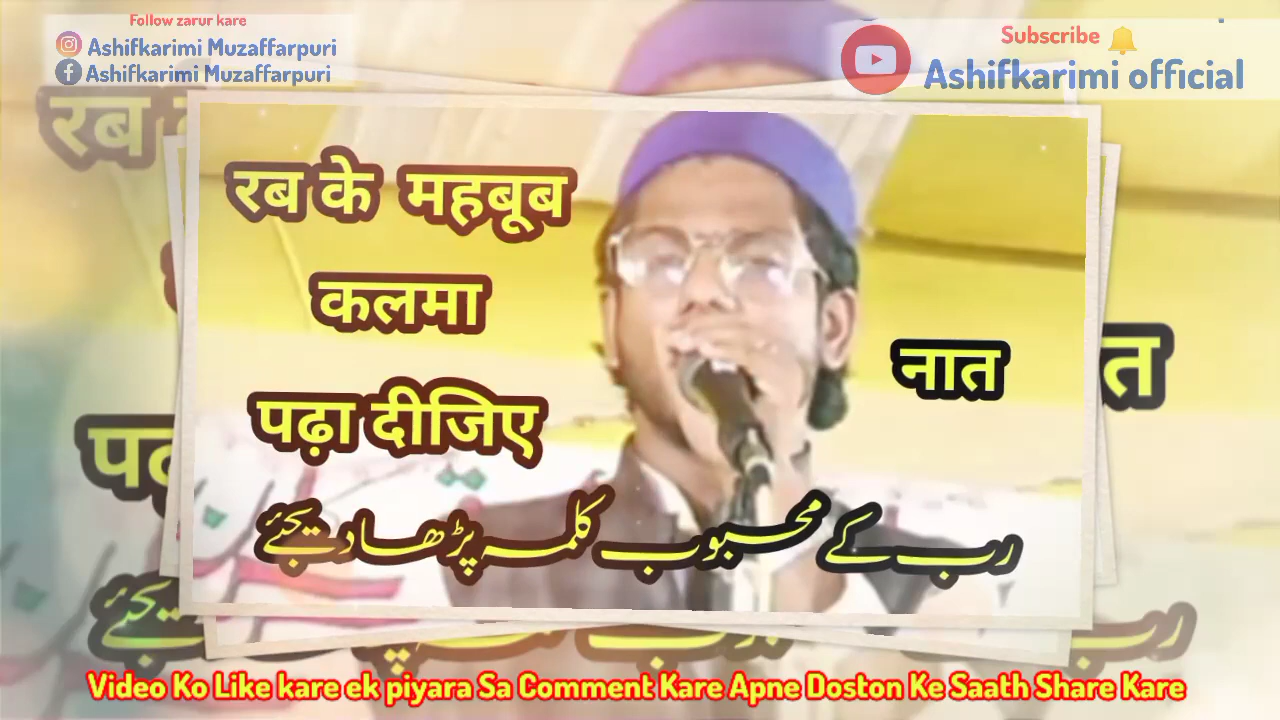 Follow zarur kare
Ashifkarimi Muzaffarpuri
Ashifkarimi Muzaffarpuri
Subscribe
Ashifkarimi official
रब के महबूब
कलमा
पढ़ा दीजिए
नात
رب کے محبوب کلمہ پڑھا دیجئے
Video Ko Like kare ek piyara Sa Comment Kare Apne Doston Ke Saath Share Kare